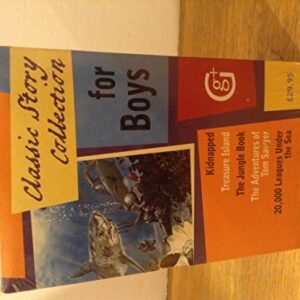 Classic Story
Collection
for
Boys
g+
£29.95
Kidnapped
Treasure Island
The Jungle Book
The Adventures of
Tom Sawyer
20,000 Leagues Under
the Sea